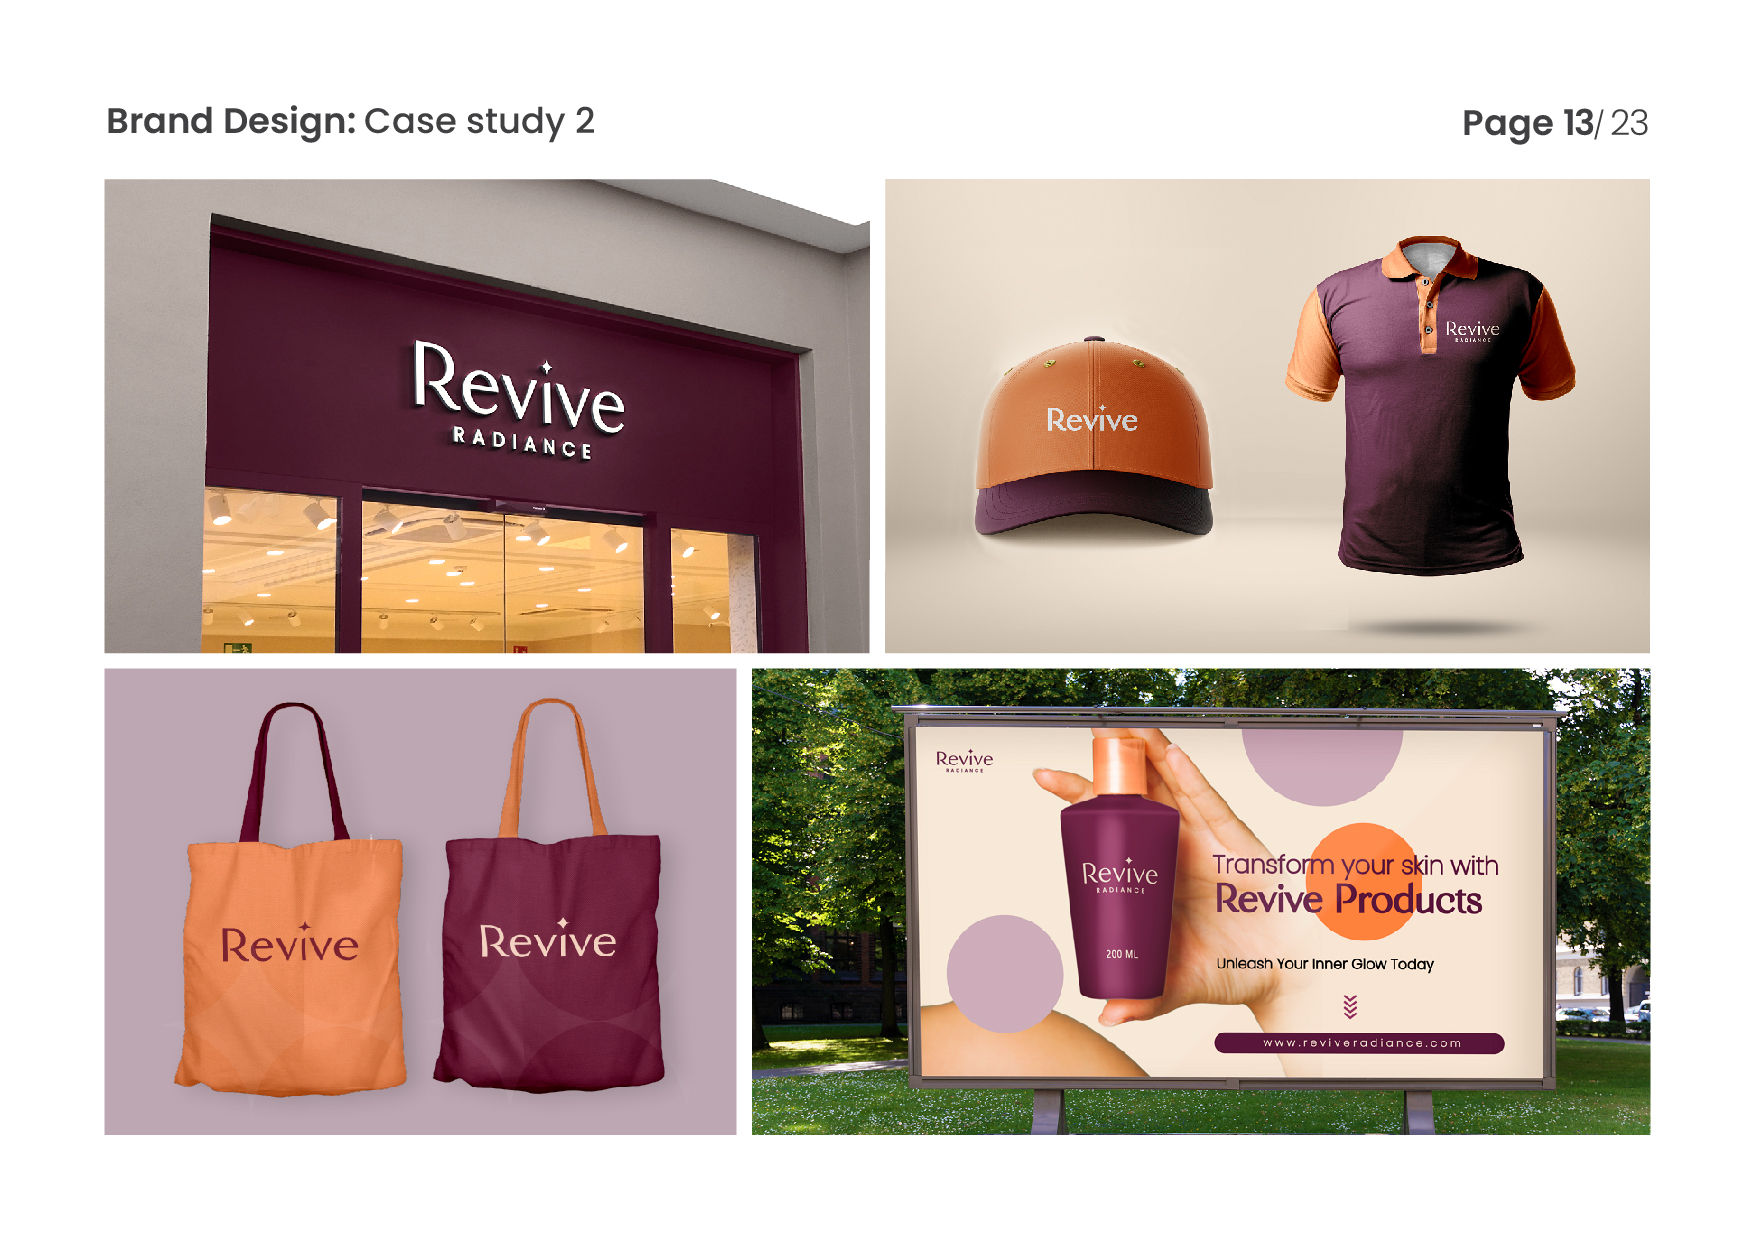 Brand Design: Case study 2
Page 13/ 23
Revive
RADIANCE
Revive
Revive
RADIANCE
Revive
Revive
Revive
RADIANCE
Revive
RADIANCE
200 ML
Transform your skin with
Revive Products
Unleash Your Inner Glow Today
www.reviveradiance.com